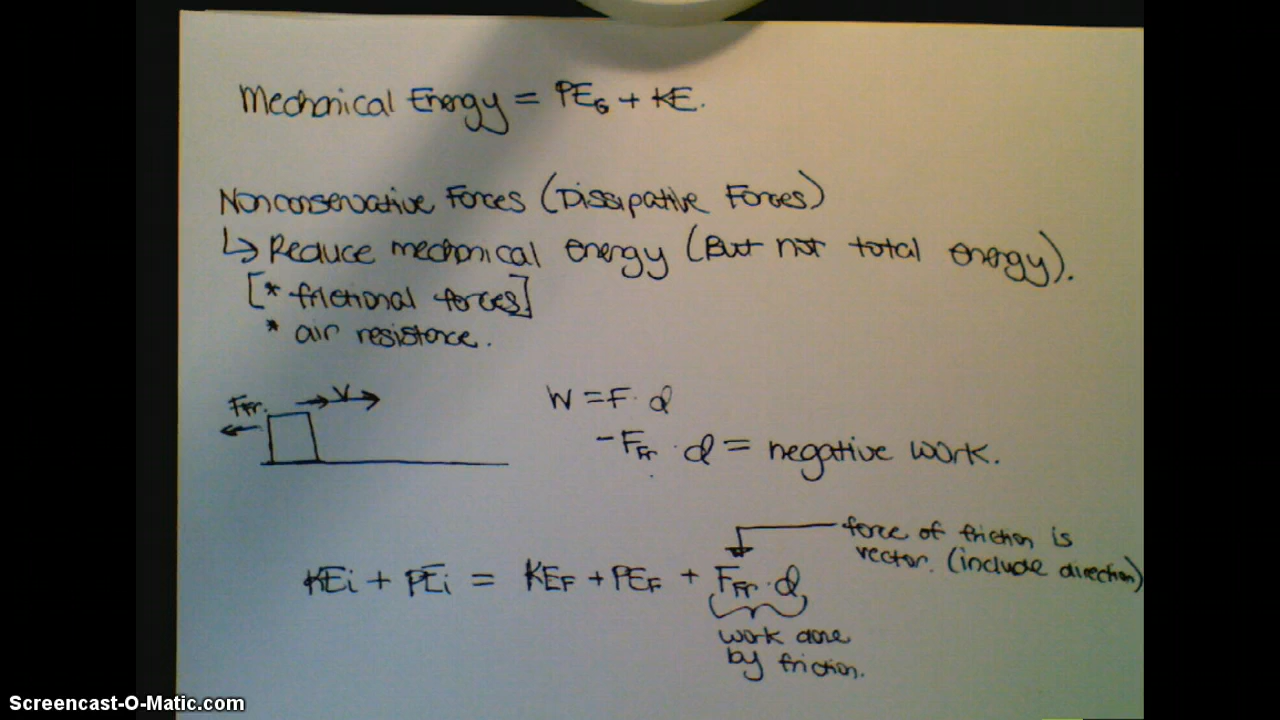 Mechanical Energy = PEG + KE.
Nonconservative Forces (Dissipative Forces)
↳ Reduce mechanical energy (But not total energy).
[* frictional forces]
* air resistance.
FFr. V
W = F · d
-FFr · d = negative work.
force of friction is
vector. (include direction)
KEi + PEi = KEF + PEF + FFr · d
work done
by friction.
Screencast-O-Matic.com